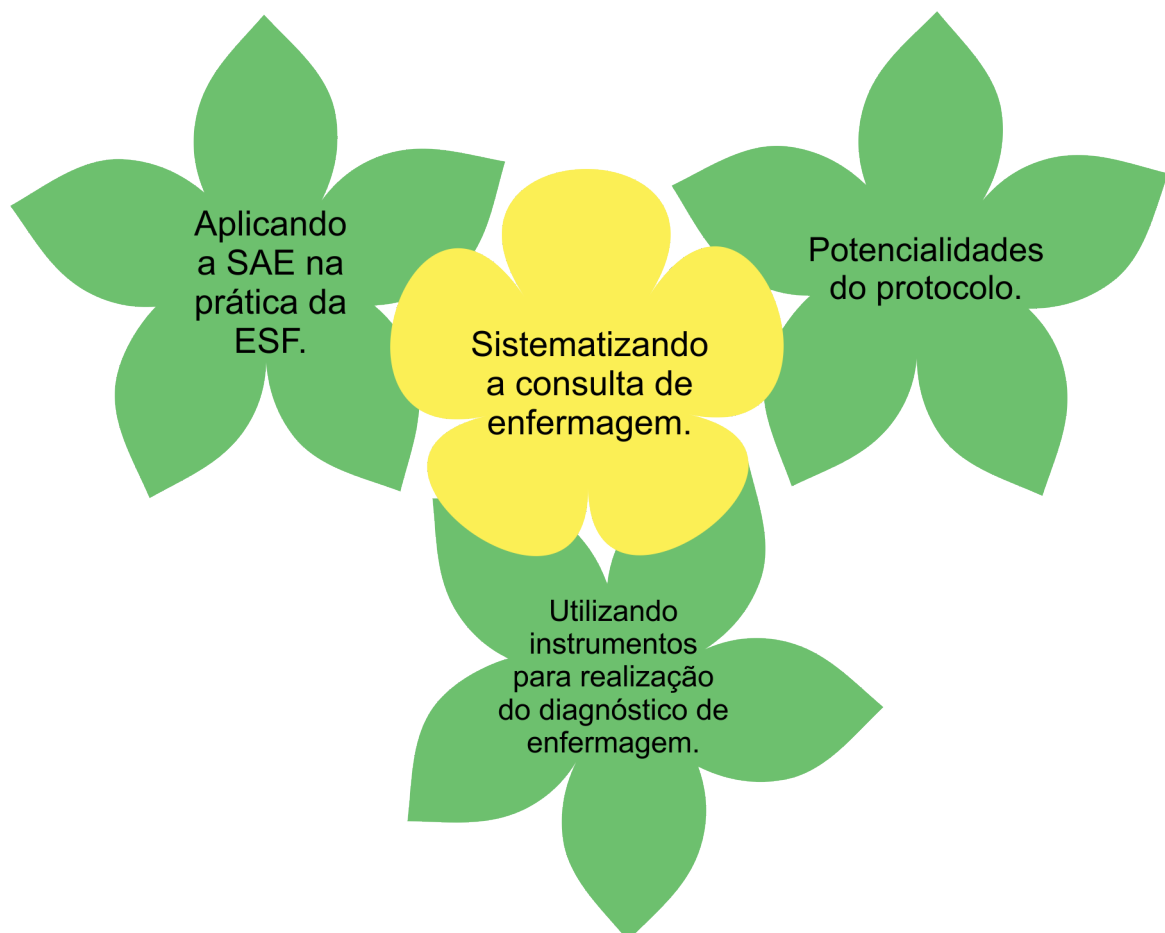 Aplicando
a SAE na
prática da
ESF.
Potencialidades
do protocolo.
Sistematizando
a consulta de
enfermagem.
Utilizando
instrumentos
para realização
do diagnóstico de
enfermagem.